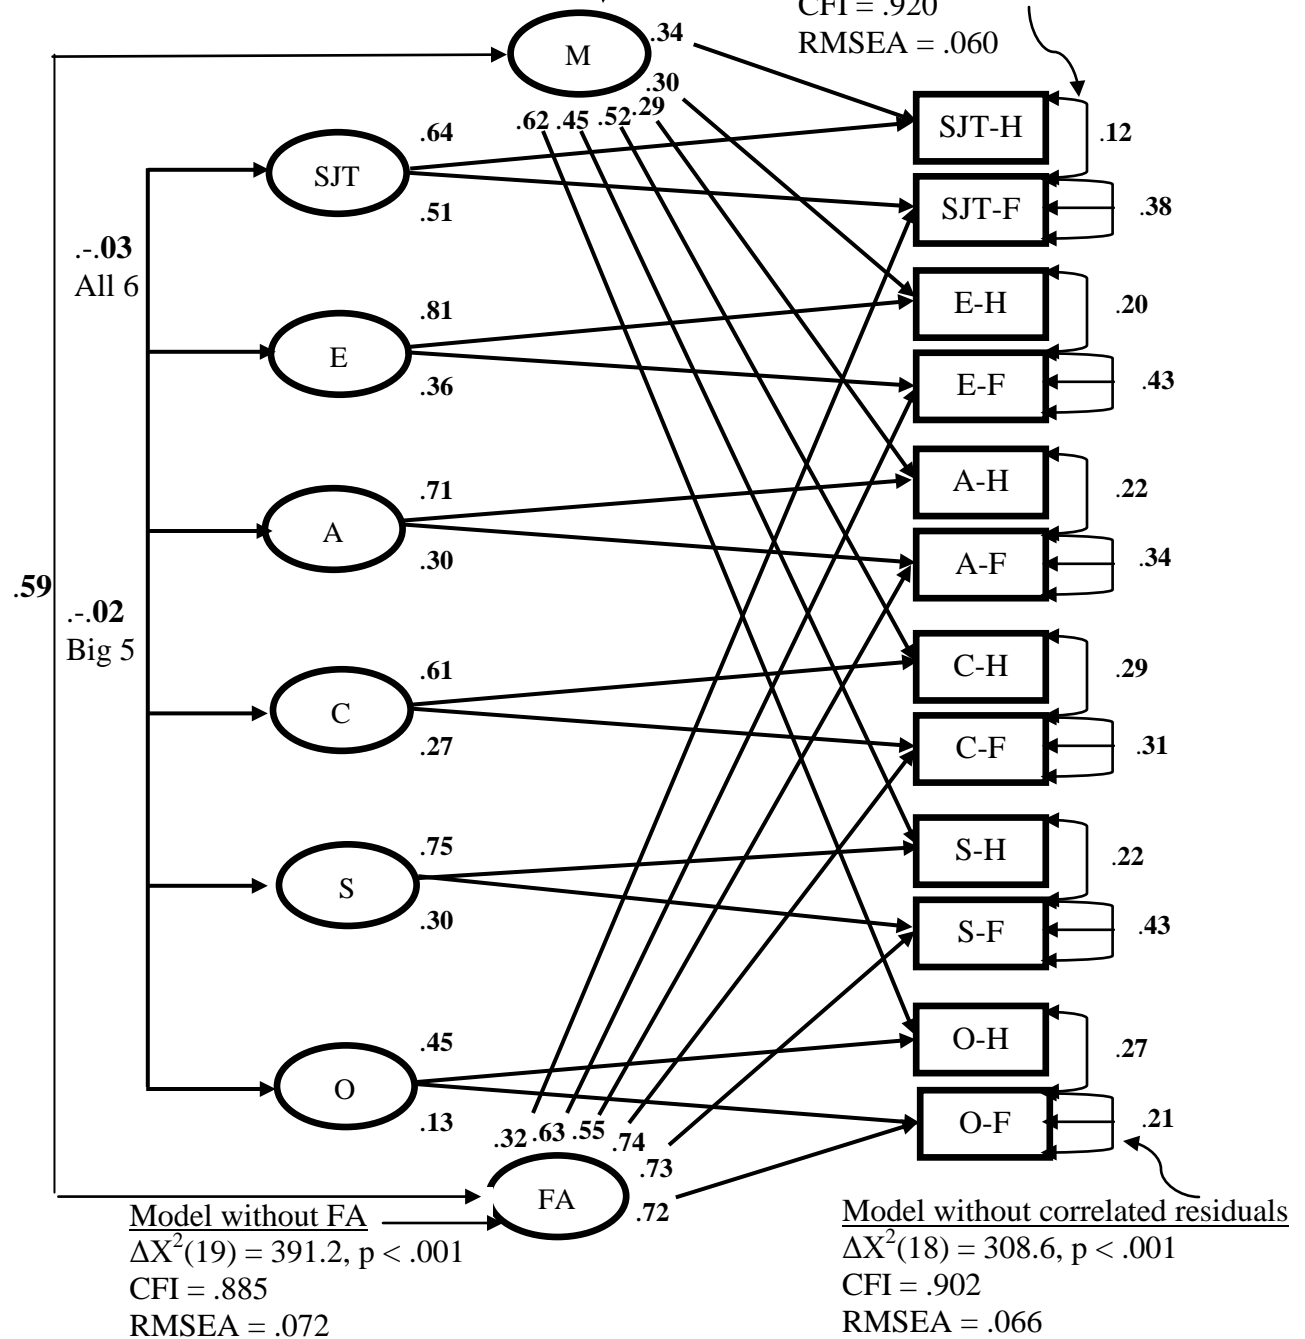 CFI = .920
RMSEA = .060
M
.34
.30
.29
.62 .45 .52
SJT-H
.12
.64
SJT
.51
SJT-F
.38
.-.03
All 6
E-H
.20
.81
E
.36
E-F
.43
A-H
.22
.71
A
.30
A-F
.34
.59
.-.02
Big 5
C-H
.29
.61
C
.27
C-F
.31
S-H
.22
.75
S
.30
S-F
.43
O-H
.27
.45
O
.13
O-F
.21
.32 .63 .55 .74
.73
.72
FA
Model without FA
ΔX²(19) = 391.2, p < .001
CFI = .885
RMSEA = .072
Model without correlated residuals
ΔX²(18) = 308.6, p < .001
CFI = .902
RMSEA = .066